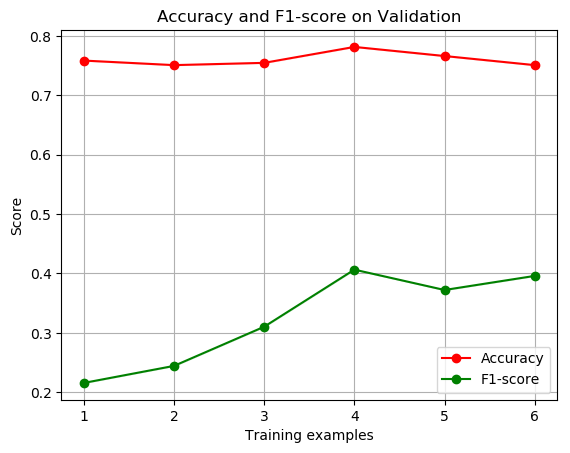 Accuracy and F1-score on Validation
0.8
0.7
0.6
0.5
0.4
0.3
0.2
Score
1 2 3 4 5 6
Training examples
Accuracy
F1-score